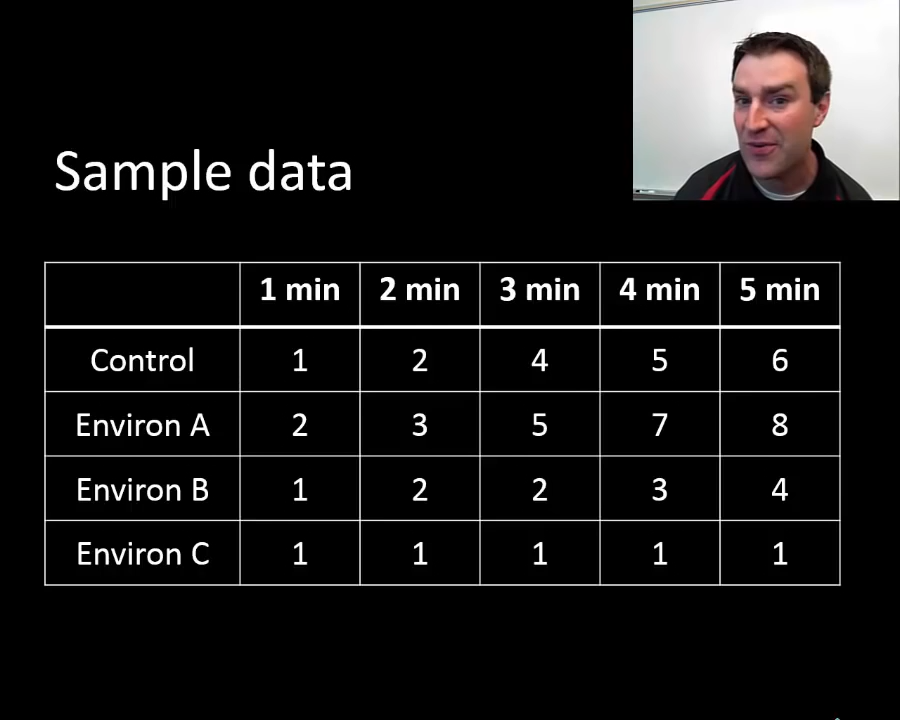 Sample data
1 min 2 min 3 min 4 min 5 min
Control 1 2 4 5 6
Environ A 2 3 5 7 8
Environ B 1 2 2 3 4
Environ C 1 1 1 1 1